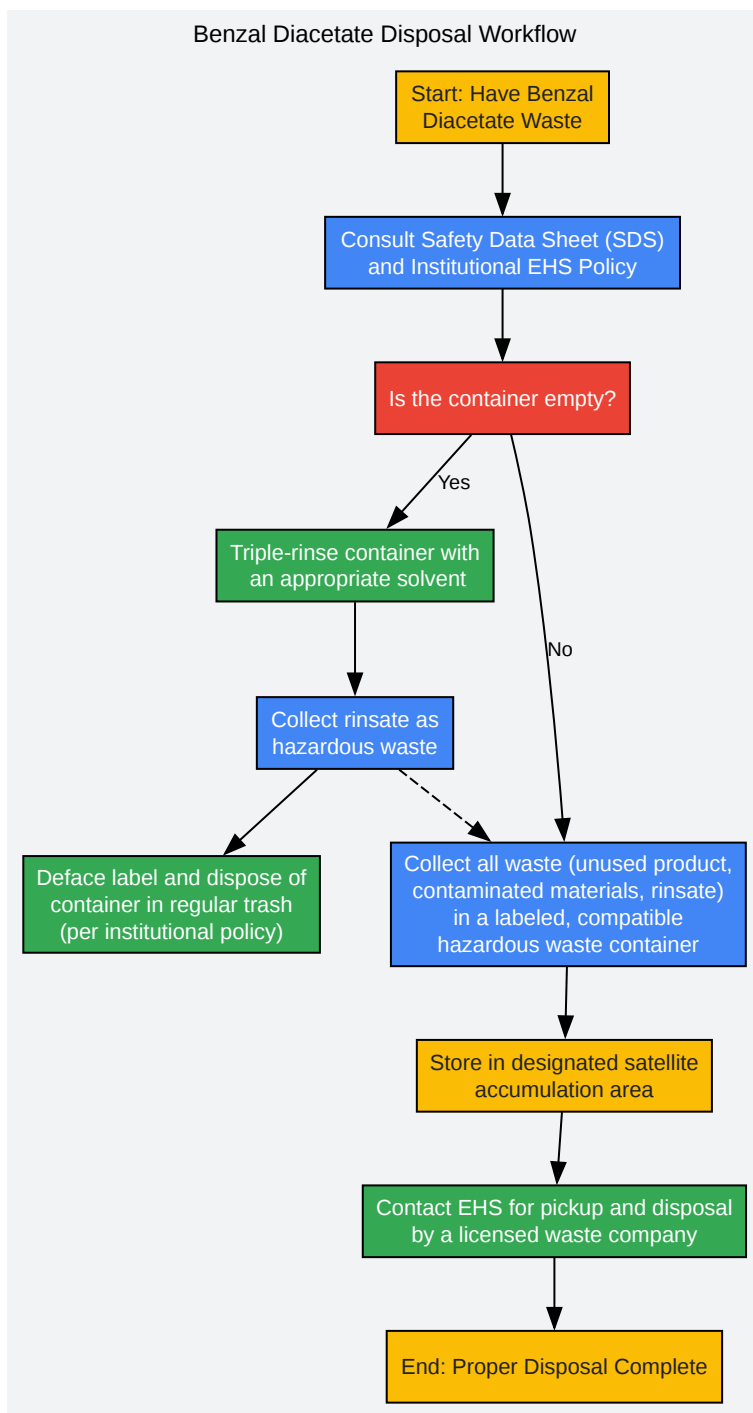 Benzal Diacetate Disposal Workflow
Start: Have Benzal
Diacetate Waste
Consult Safety Data Sheet (SDS)
and Institutional EHS Policy
Is the container empty?
Yes
Triple-rinse container with
an appropriate solvent
No
Collect rinsate as
hazardous waste
Deface label and dispose of
container in regular trash
(per institutional policy)
Collect all waste (unused product,
contaminated materials, rinsate)
in a labeled, compatible
hazardous waste container
Store in designated satellite
accumulation area
Contact EHS for pickup and disposal
by a licensed waste company
End: Proper Disposal Complete